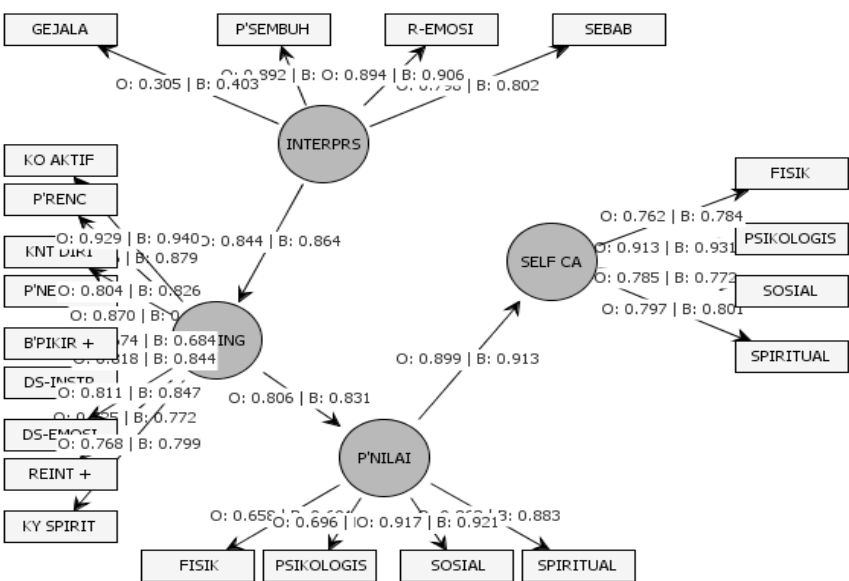 GEJALA P'SEMBUH R-EMOSI SEBAB
O: 0.894 | B: 0.906
O: 0.305 | B: 0.403 | B: 0.802
INTERPRS
KO AKTIF
FISIK
P'RENC
O: 0.762 | B: 0.784
O: 0.929 | B: 0.940 0.844 | B: 0.864
PSIKOLOGIS
O: 0.913 | B: 0.931
KNT DIRI | B: 0.879
SELF CA
O: 0.785 | B: 0.772
P'NE O: 0.804 | B: 0.826
SOSIAL
O: 0.797 | B: 0.801
O: 0.870 | B:
B'PIKIR + | B: 0.684 ING
| B: 0.844
SPIRITUAL
O: 0.899 | B: 0.913
O: 0.811 | B: 0.847
O: 0.806 | B: 0.831
| B: 0.772
DS-EMOSI
O: 0.768 | B: 0.799
P'NILAI
REINT +
KY SPIRIT
O: 0.696 | O: 0.917 | B: 0.921 0.883
FISIK PSIKOLOGIS SOSIAL SPIRITUAL